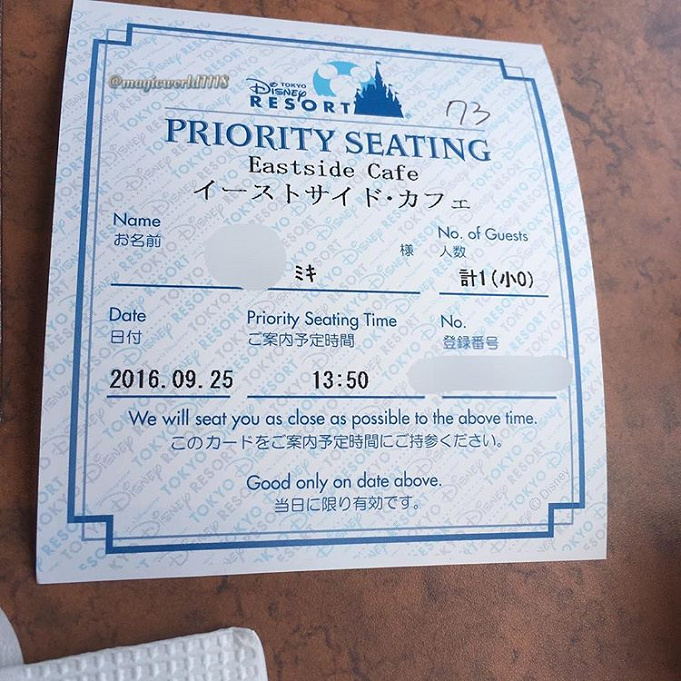 @magicworld1118
TOKYO
DISNEY
RESORT
73
PRIORITY SEATING
Eastside Cafe
イーストサイド・カフェ
Name
お名前
ミキ
様
No. of Guests
人数
計1(小0)
Date
日付
2016.09.25
Priority Seating Time
ご案内予定時間
13:50
No.
登録番号
We will seat you as close as possible to the above time.
このカードをご案内予定時間にご持参ください。
Good only on date above.
当日に限り有効です。
© Disney